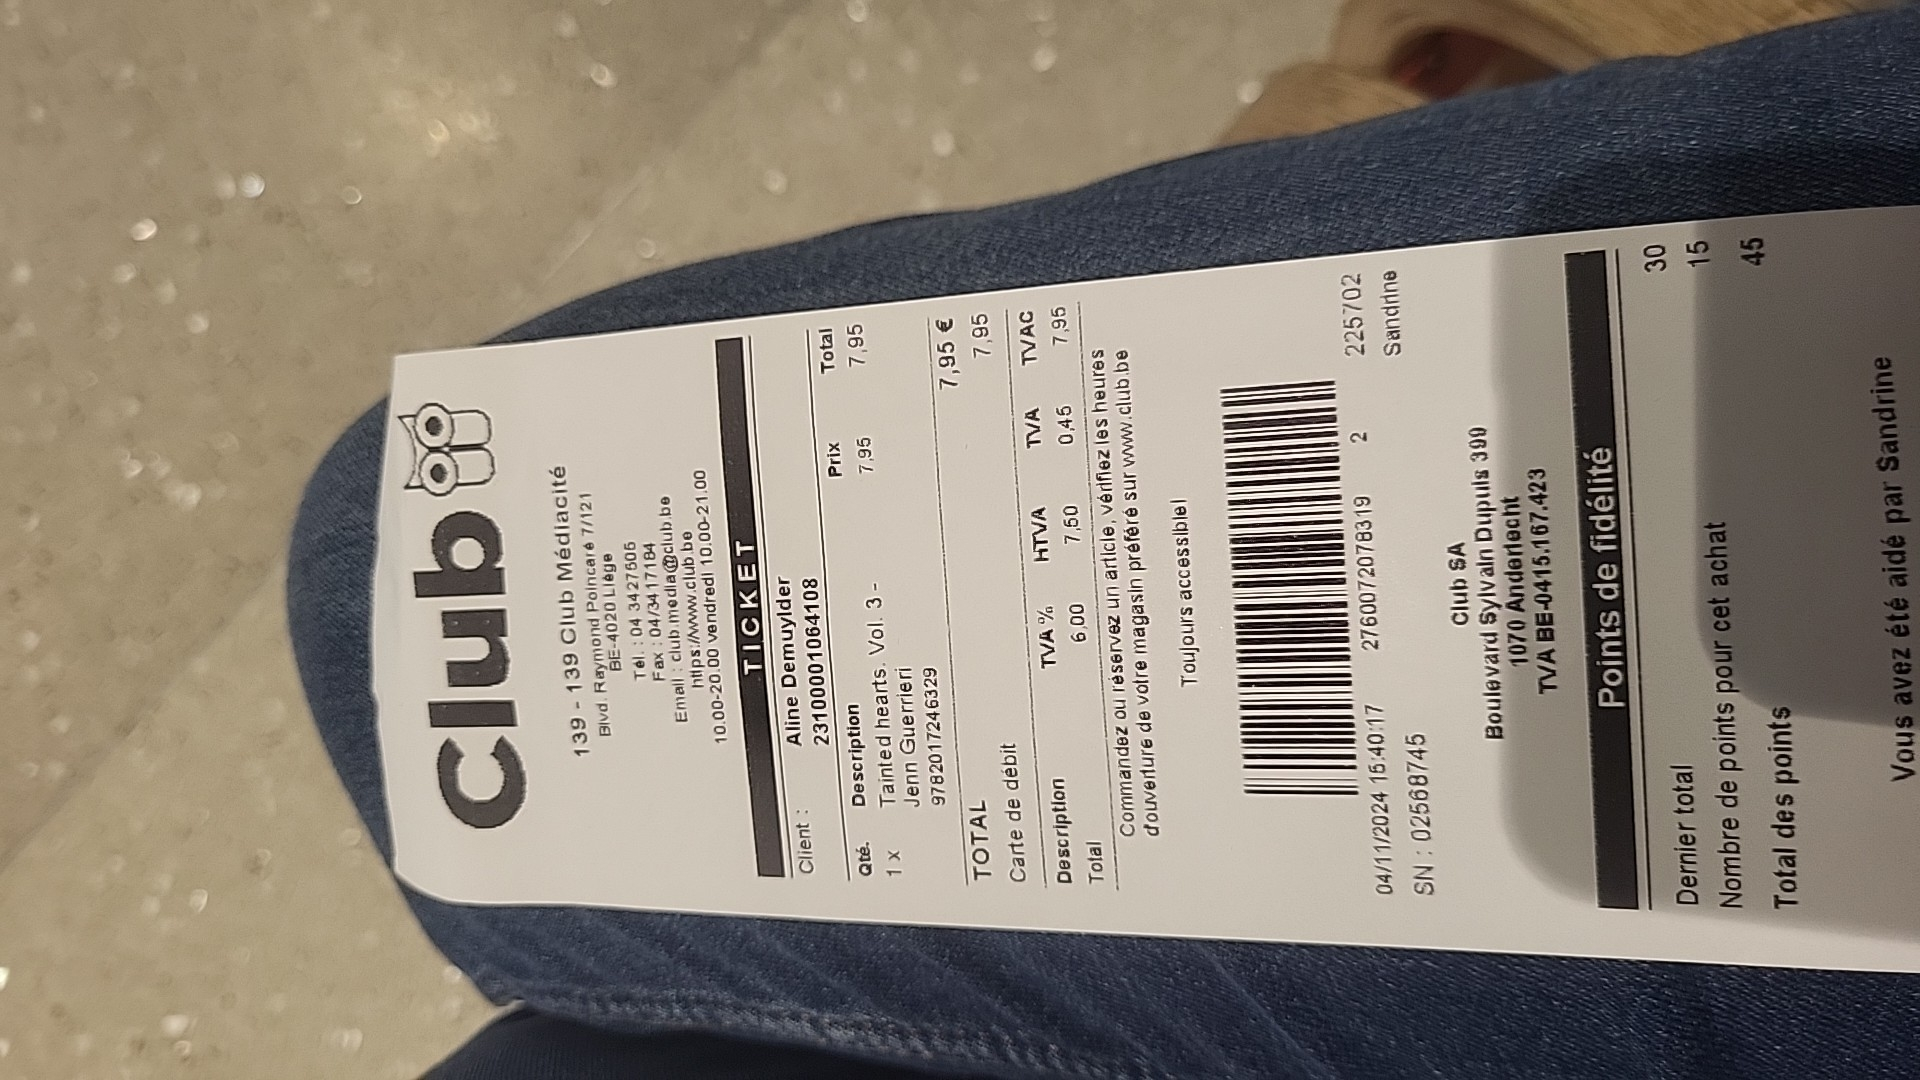 Club
139 - 139 Club Médiacité
Blvd. Raymond Poincaré 7/121
BE-4020 Liège
Tél. : 04 3427605
Fax : 04/3417184
Email : club.media@club.be
https://www.club.be
10.00-20.00 vendredi 10.00-21.00
TICKET
Client : Aline Demuylder
23100001064108
Qté. Description Prix Total
1 x Tainted hearts. Vol. 3 - 7,95 7,95
Jenn Guerrieri
9782017246329
TOTAL 7,95 €
Carte de débit 7,95
Description TVA % HTVA TVA TVAC
Total 6,00 7,50 0,45 7,95
Commandez ou réservez un article, vérifiez les heures
d'ouverture de votre magasin préféré sur www.club.be
Toujours accessible!
04/11/2024 15:40:17 2760072078319 2 225702
SN : 02568745 Sandrine
Club SA
Boulevard Sylvain Dupuis 399
1070 Anderlecht
TVA BE-0415.167.423
Points de fidélité
Dernier total 30
Nombre de points pour cet achat 15
Total des points 45
Vous avez été aidé par Sandrine